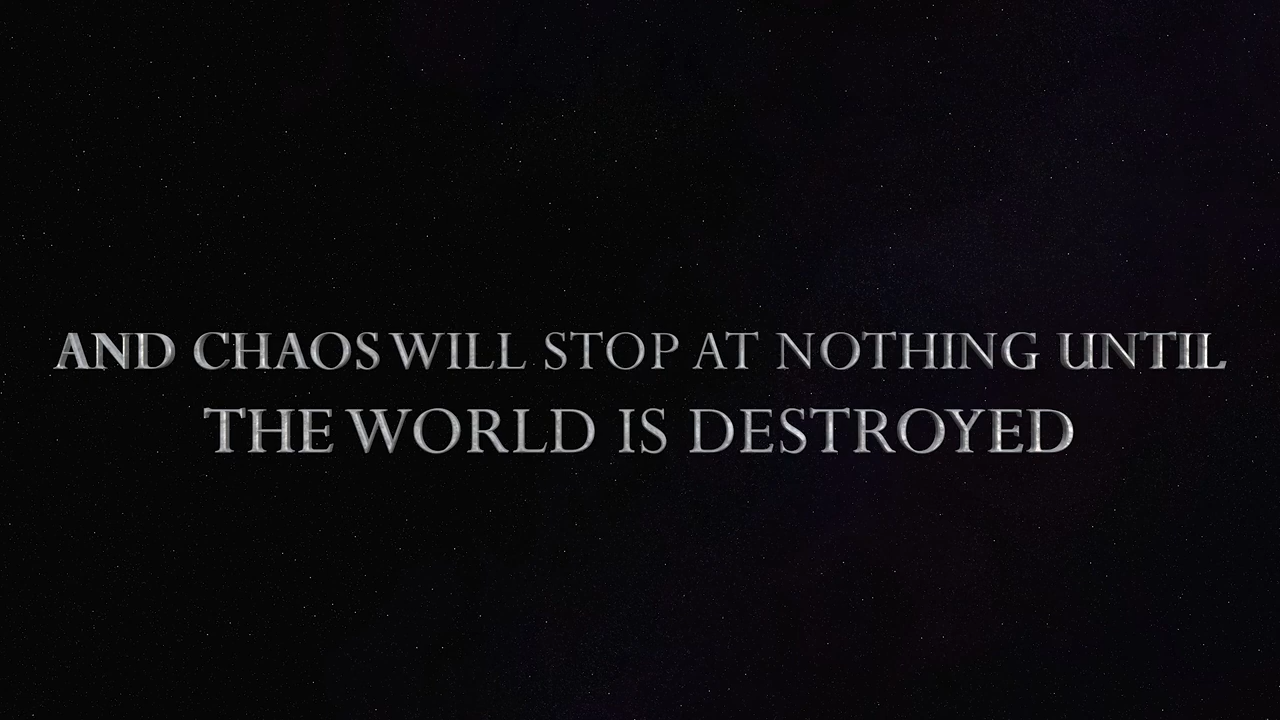 AND CHAOS WILL STOP AT NOTHING UNTIL
THE WORLD IS DESTROYED